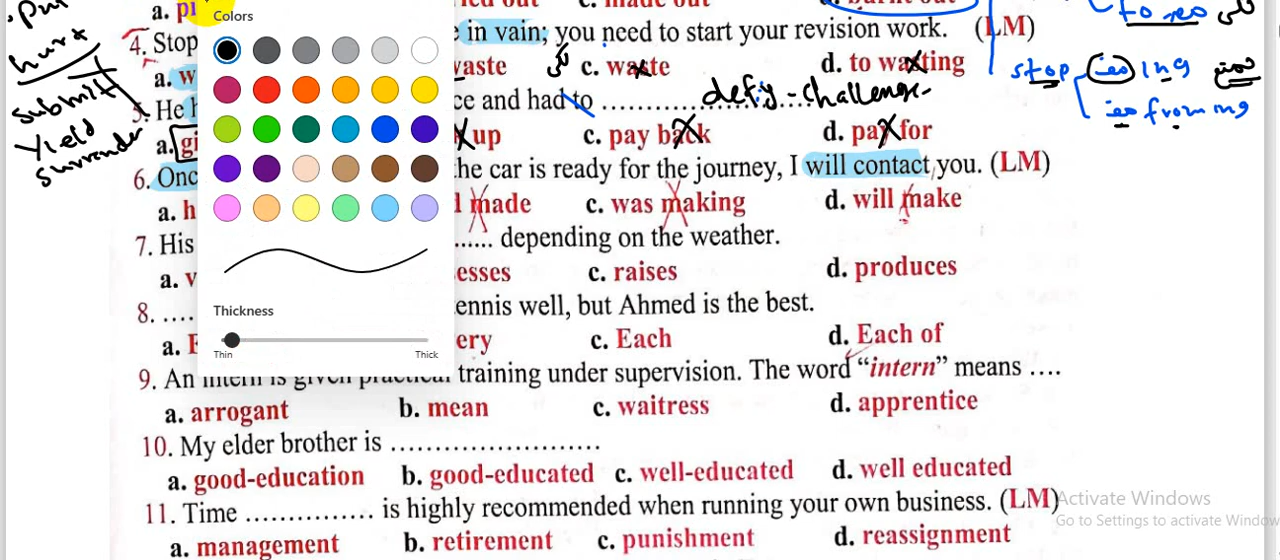 Colors
a. pi
hurt
4. Stop e in vain; you need to start your revision work. (LM)
a. w waste c. waste d. to wasting
stop ing
submit
5. He h ce and had to .................... defy - challenge -
from ing
Yield
surrender
a. gi up c. pay back d. pay for
6. Onc the car is ready for the journey, I will contact you. (LM)
a. h l made c. was making d. will make
7. His ...... depending on the weather.
a. v esses c. raises d. produces
Thickness
8. .... ennis well, but Ahmed is the best.
a. E ery c. Each d. Each of
Thin Thick
9. An intern is given practical training under supervision. The word “intern” means ....
a. arrogant b. mean c. waitress d. apprentice
10. My elder brother is ........................
a. good-education b. good-educated c. well-educated d. well educated
11. Time ............... is highly recommended when running your own business. (LM)
a. management b. retirement c. punishment d. reassignment
Activate Windows
Go to Settings to activate Window